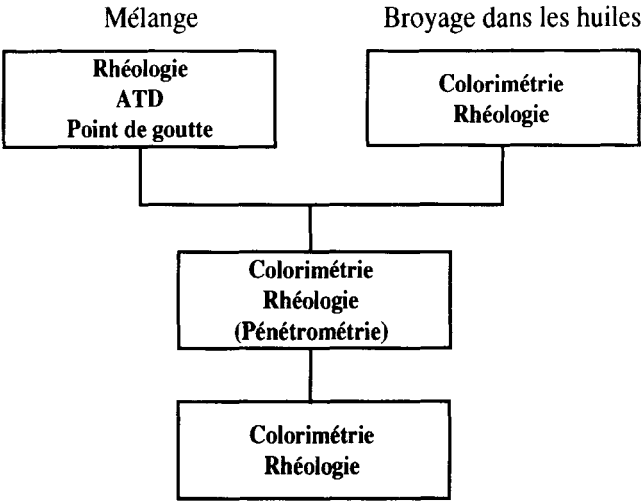 Mélange
Rhéologie
ATD
Point de goutte
Broyage dans les huiles
Colorimétrie
Rhéologie
Colorimétrie
Rhéologie
(Pénétrométrie)
Colorimétrie
Rhéologie